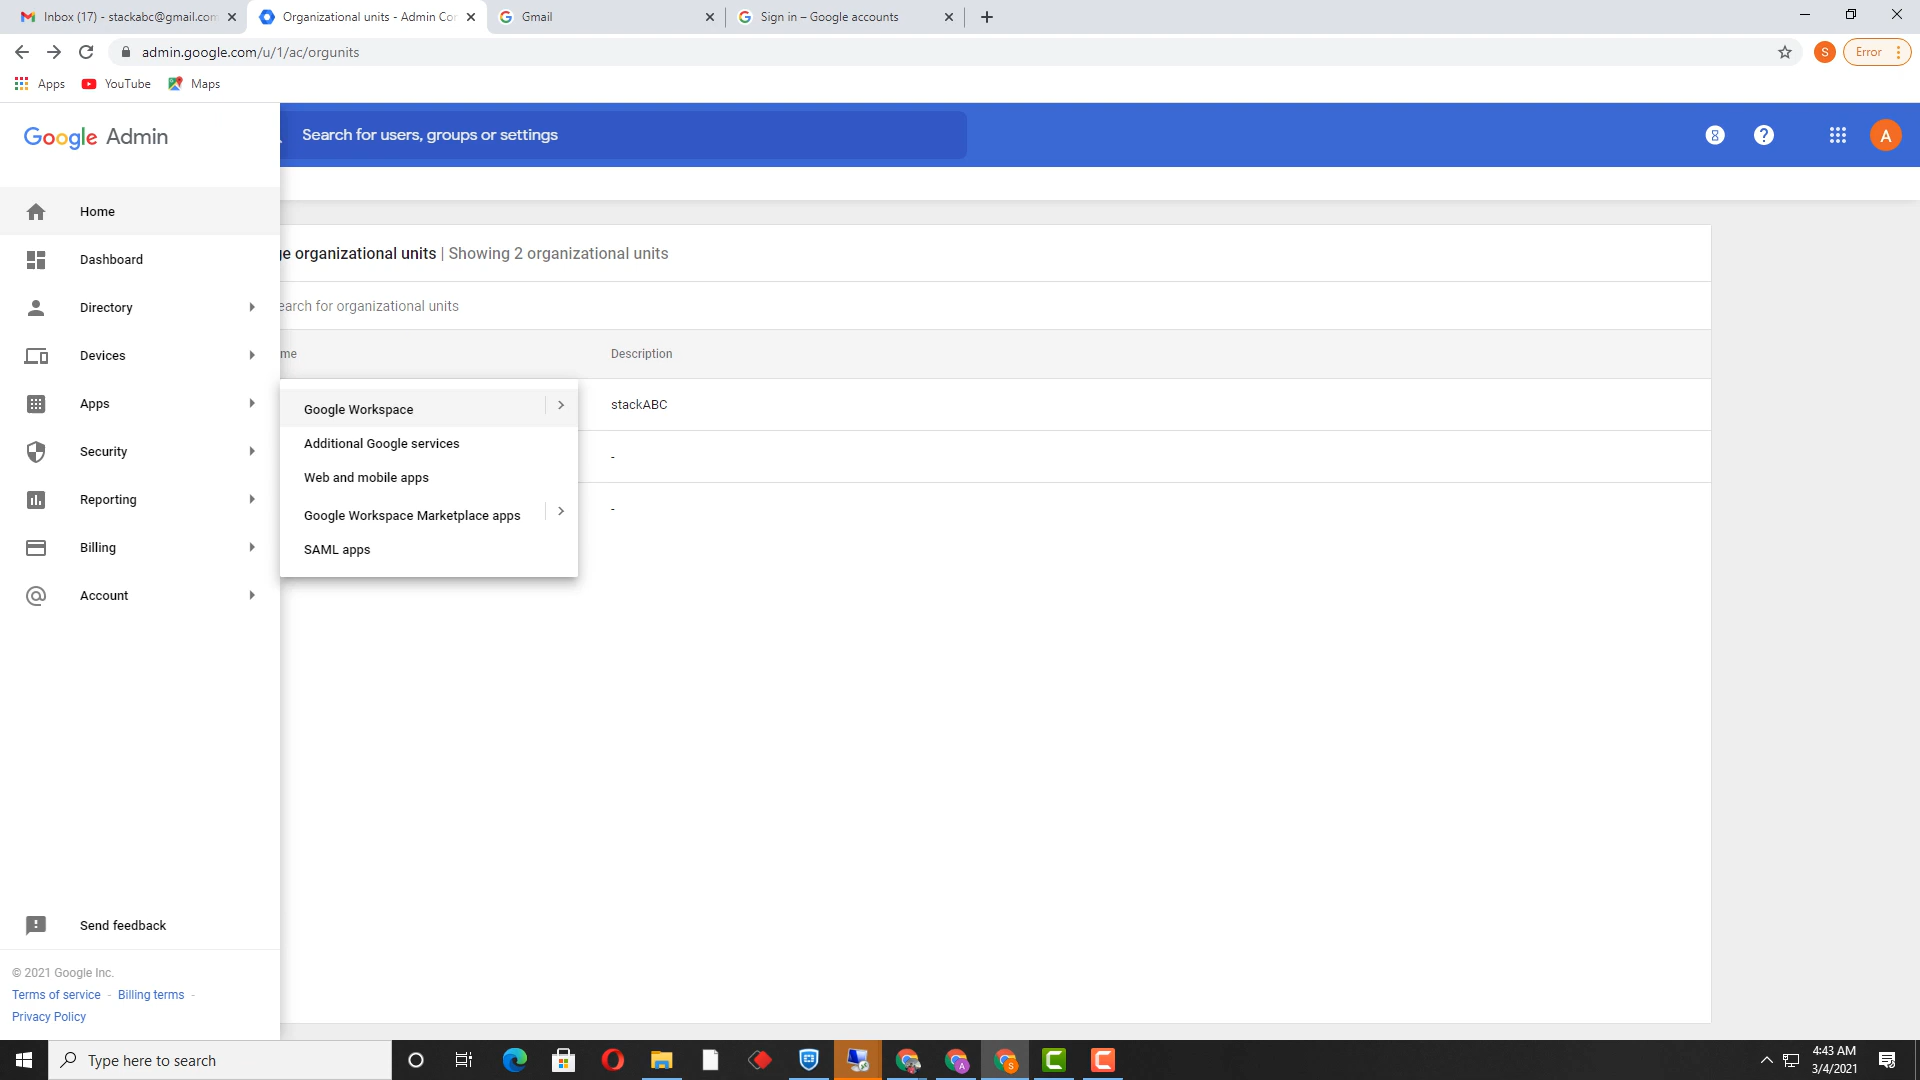 Inbox (17) - stackabc@gmail.com
Organizational units - Admin Cor
Gmail
Sign in – Google accounts
admin.google.com/u/1/ac/orgunits
S
Error
Apps
YouTube
Maps
Google Admin
Search for users, groups or settings
A
Home
ge organizational units | Showing 2 organizational units
Dashboard
Directory
earch for organizational units
Devices
me
Description
Apps
Google Workspace
stackABC
Additional Google services
Security
-
Web and mobile apps
Reporting
Google Workspace Marketplace apps
-
Billing
SAML apps
Account
Send feedback
© 2021 Google Inc.
Terms of service - Billing terms -
Privacy Policy
Type here to search
4:43 AM
3/4/2021